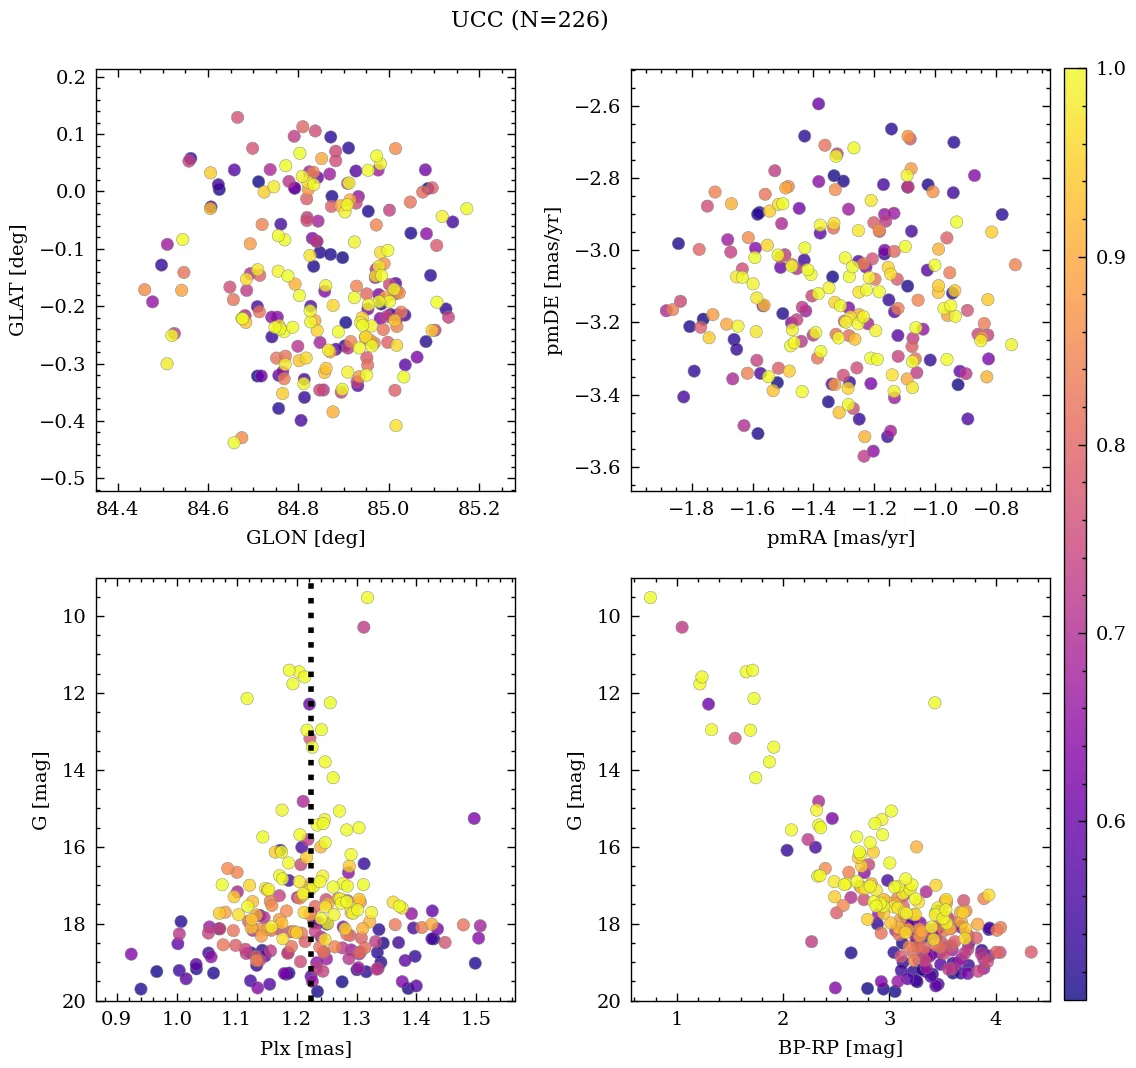 UCC (N=226)
0.2
0.1
0.0
−0.1
−0.2
−0.3
−0.4
−0.5
GLAT [deg]
84.4 84.6 84.8 85.0 85.2
GLON [deg]
−2.6
−2.8
−3.0
−3.2
−3.4
−3.6
pmDE [mas/yr]
−1.8 −1.6 −1.4 −1.2 −1.0 −0.8
pmRA [mas/yr]
1.0
0.9
0.8
0.7
0.6
10
12
14
16
18
20
G [mag]
0.9 1.0 1.1 1.2 1.3 1.4 1.5
Plx [mas]
10
12
14
16
18
20
G [mag]
1 2 3 4
BP-RP [mag]